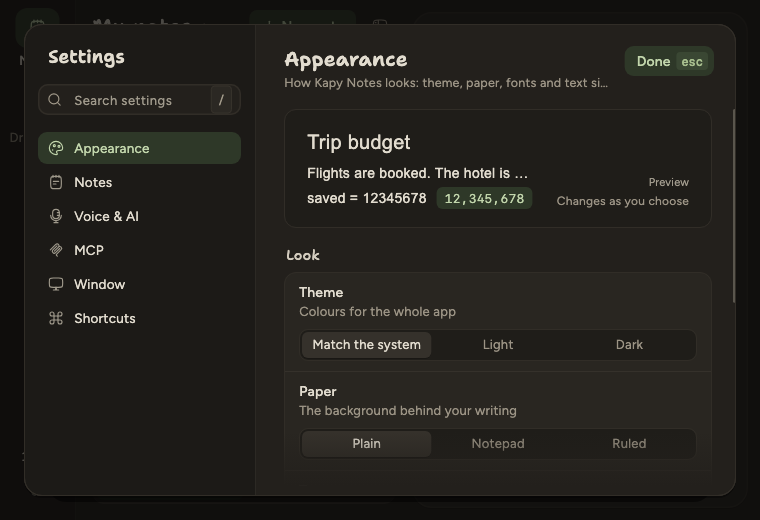 Settings
Search settings /
Appearance
Notes
Voice & AI
MCP
Window
Shortcuts
Appearance
How Kapy Notes looks: theme, paper, fonts and text si...
Done esc
Trip budget
Flights are booked. The hotel is ...
saved = 12345678 12,345,678
Preview
Changes as you choose
Look
Theme
Colours for the whole app
Match the system Light Dark
Paper
The background behind your writing
Plain Notepad Ruled